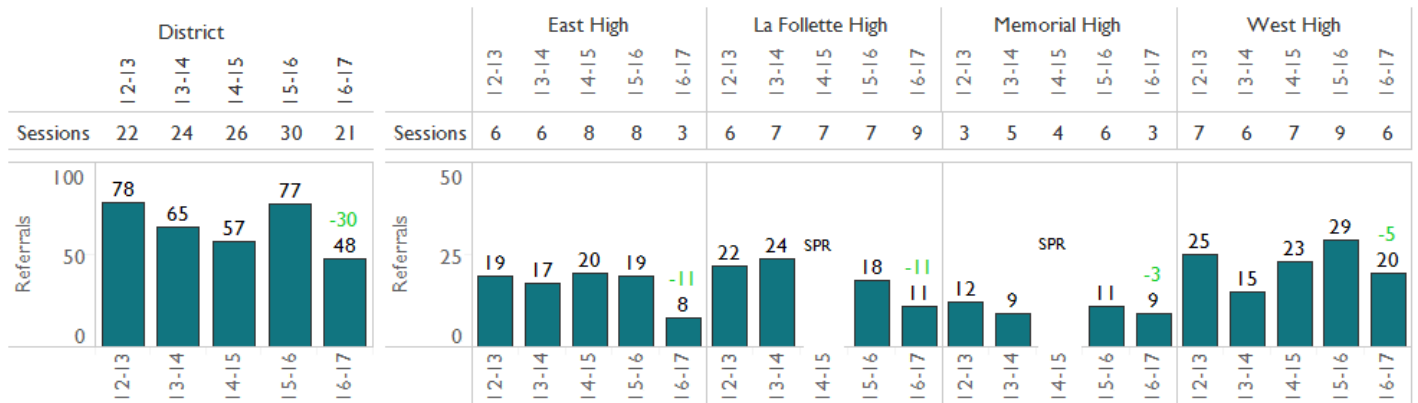 District
East High
La Follette High
Memorial High
West High
12-13 13-14 14-15 15-16 16-17
12-13 13-14 14-15 15-16 16-17
12-13 13-14 14-15 15-16 16-17
12-13 13-14 14-15 15-16 16-17
12-13 13-14 14-15 15-16 16-17
Sessions 22 24 26 30 21
Sessions 6 6 8 8 3 6 7 7 7 9 3 5 4 6 3 7 6 7 9 6
Referrals
100
50
0
78 65 57 77 -30 48
12-13 13-14 14-15 15-16 16-17
Referrals
50
25
0
19 17 20 19 -11 8
22 24 SPR 18 -11 11
12 9 SPR 11 -3 9
25 15 23 29 -5 20
12-13 13-14 14-15 15-16 16-17
12-13 13-14 14-15 15-16 16-17
12-13 13-14 14-15 15-16 16-17
12-13 13-14 14-15 15-16 16-17